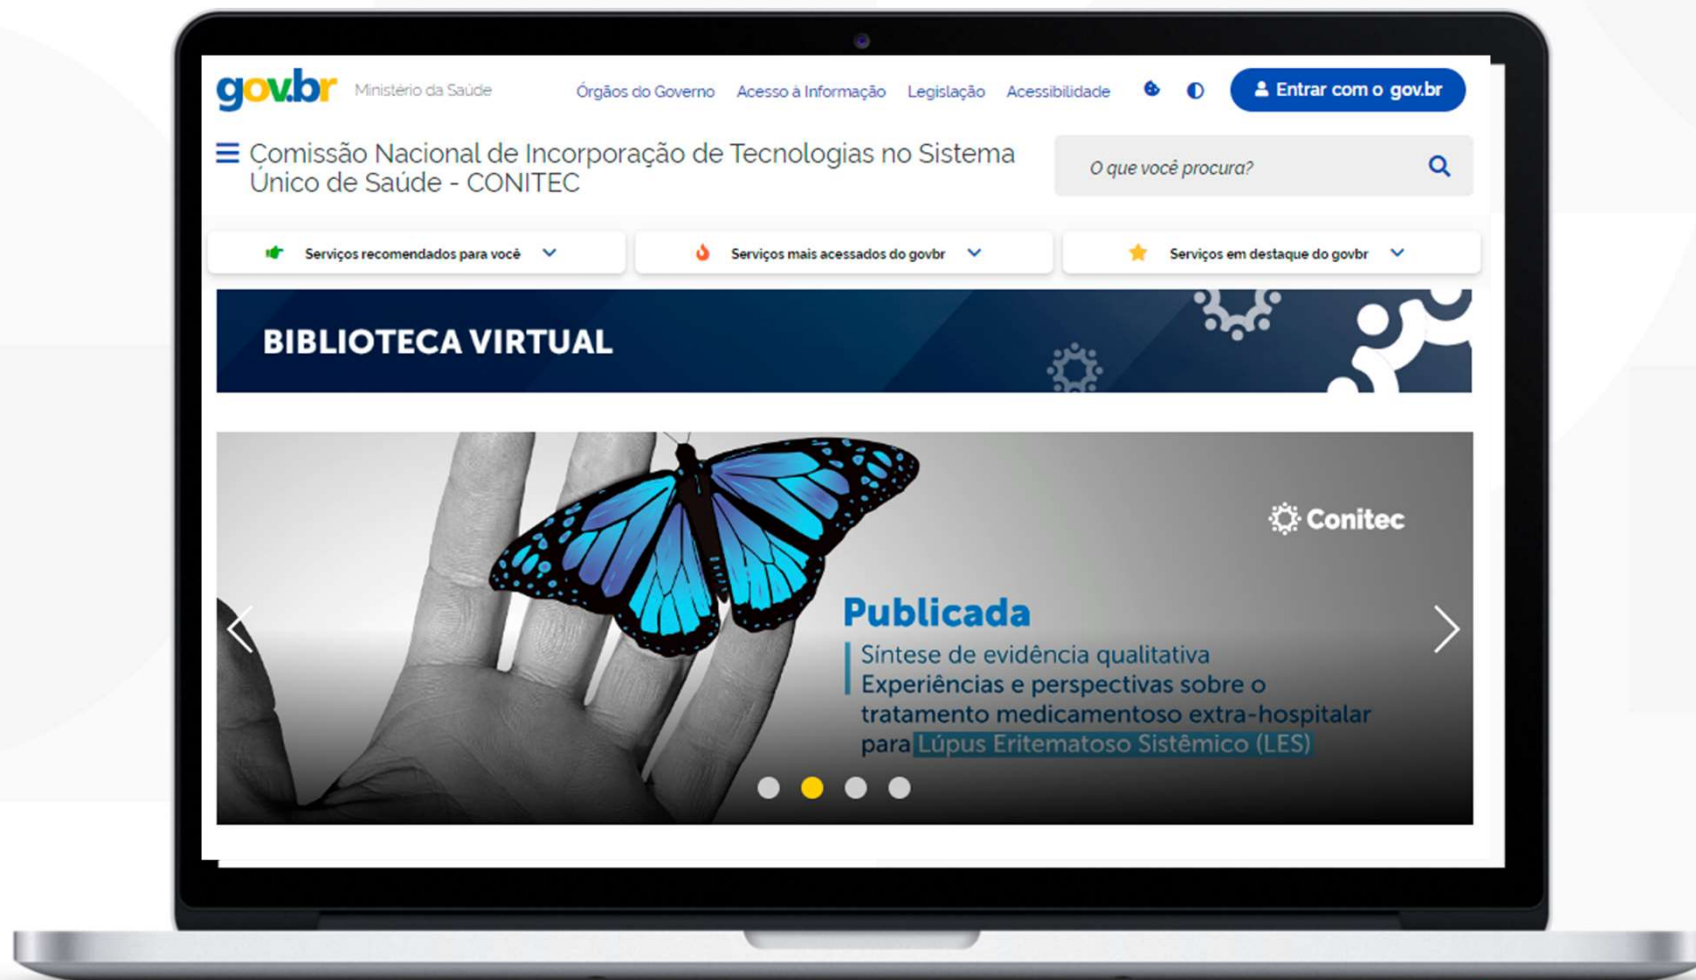 gov.br
Ministério da Saúde
Órgãos do Governo
Acesso à Informação
Legislação
Acessibilidade
Entrar com o gov.br
Comissão Nacional de Incorporação de Tecnologias no Sistema
Único de Saúde - CONITEC
O que você procura?
Serviços recomendados para você
Serviços mais acessados do govbr
Serviços em destaque do govbr
BIBLIOTECA VIRTUAL
Conitec
Publicada
Síntese de evidência qualitativa
Experiências e perspectivas sobre o
tratamento medicamentoso extra-hospitalar
para Lúpus Eritematoso Sistêmico (LES)